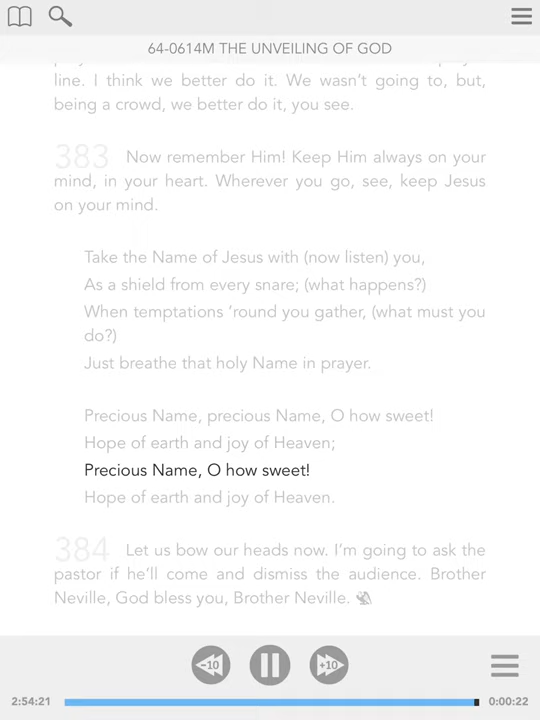 64-0614M THE UNVEILING OF GOD
line. I think we better do it. We wasn't going to, but,
being a crowd, we better do it, you see.
383 Now remember Him! Keep Him always on your
mind, in your heart. Wherever you go, see, keep Jesus
on your mind.
Take the Name of Jesus with (now listen) you,
As a shield from every snare; (what happens?)
When temptations ’round you gather, (what must you
do?)
Just breathe that holy Name in prayer.
Precious Name, precious Name, O how sweet!
Hope of earth and joy of Heaven;
Precious Name, O how sweet!
Hope of earth and joy of Heaven.
384 Let us bow our heads now. I’m going to ask the
pastor if he’ll come and dismiss the audience. Brother
Neville, God bless you, Brother Neville.
-10 +10
2:54:21 0:00:22